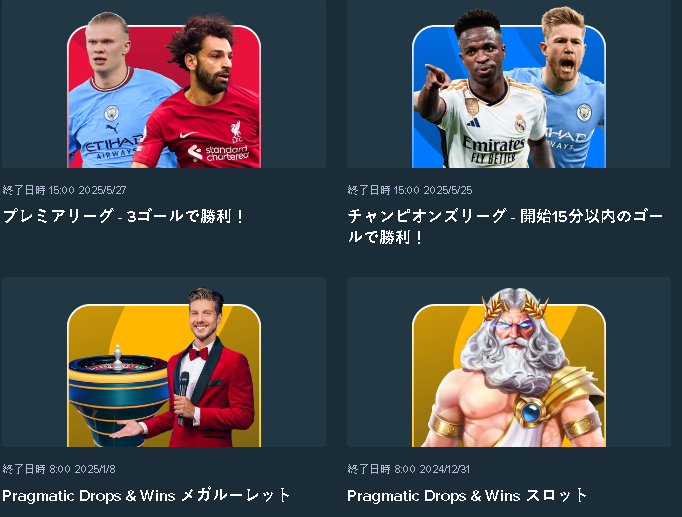 ETIHAD
AIRWAYS
standard
chartered
Emirates
FLY BETTER
ETIHAD
AIRWAYS
終了日時 15:00 2025/5/27
プレミアリーグ - 3ゴールで勝利！
終了日時 15:00 2025/5/25
チャンピオンズリーグ - 開始15分以内のゴー
ルで勝利！
終了日時 8:00 2025/1/8
Pragmatic Drops & Wins メガルーレット
終了日時 8:00 2024/12/31
Pragmatic Drops & Wins スロット